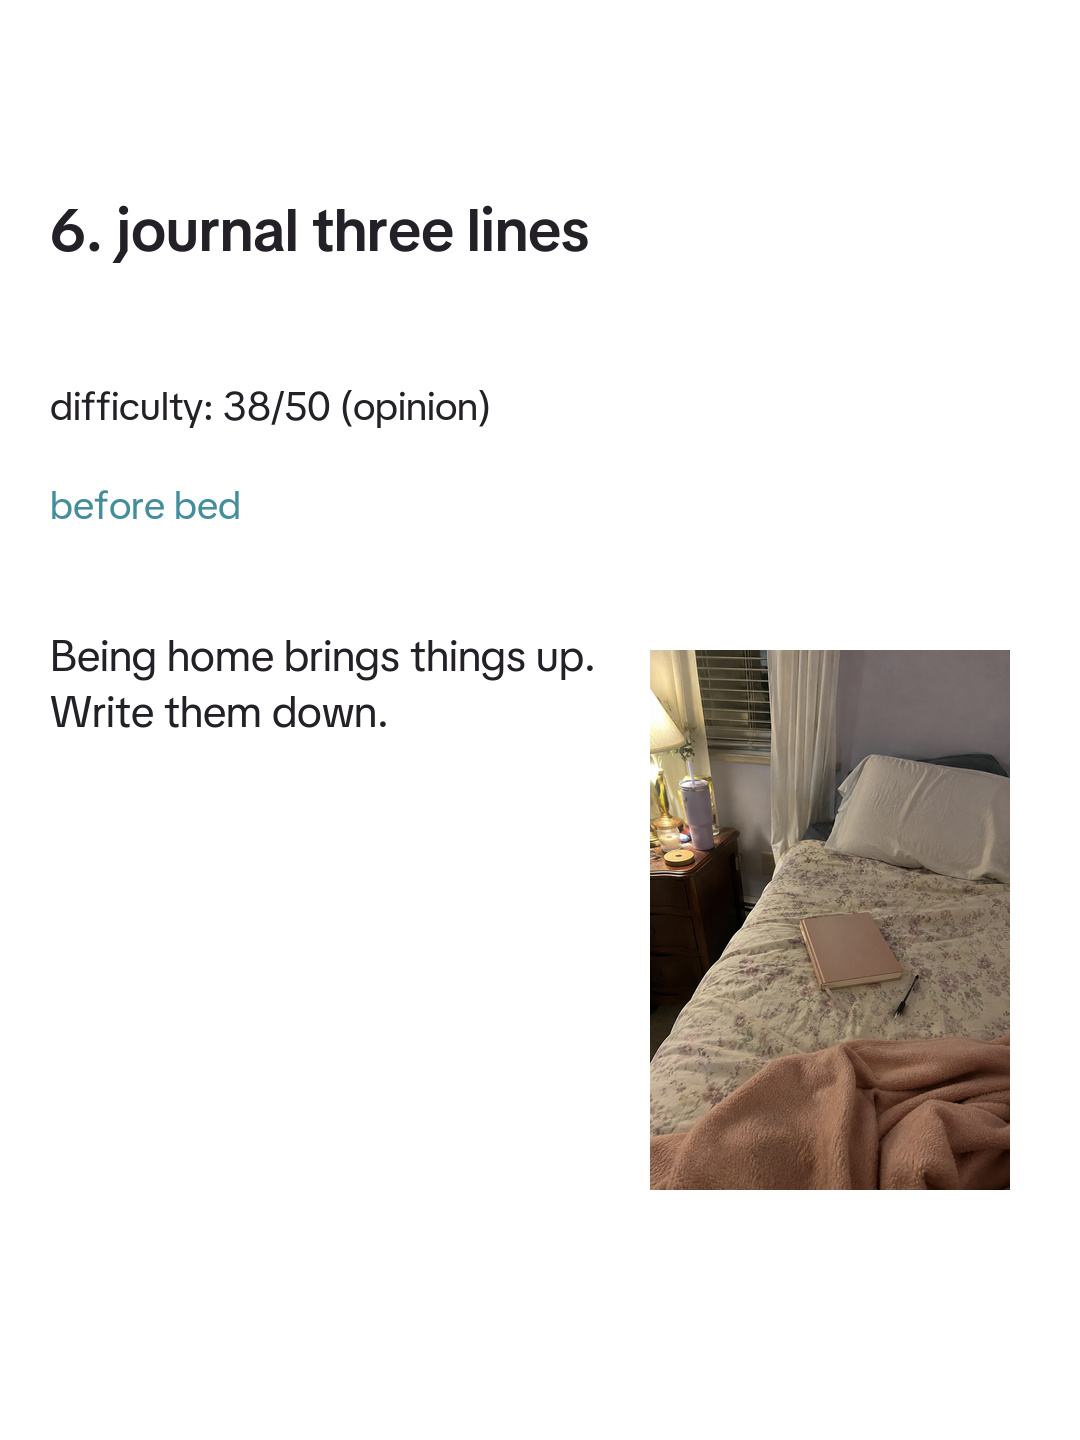 6. journal three lines
difficulty: 38/50 (opinion)
before bed
Being home brings things up.
Write them down.